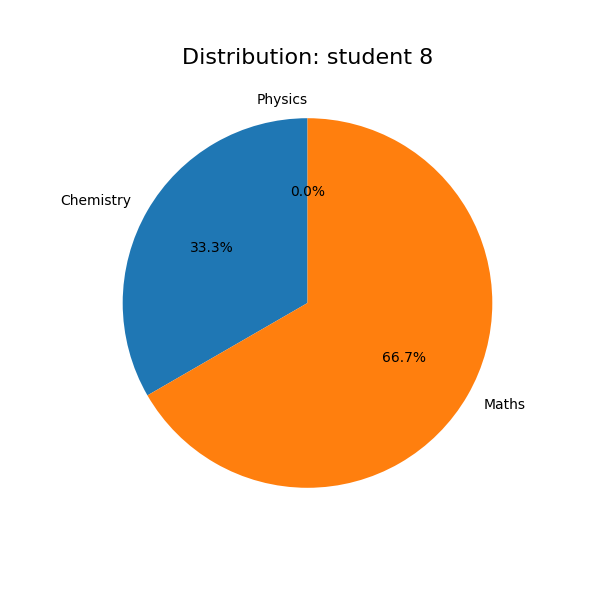 Distribution: student 8
Physics
0.0%
Chemistry
33.3%
66.7%
Maths